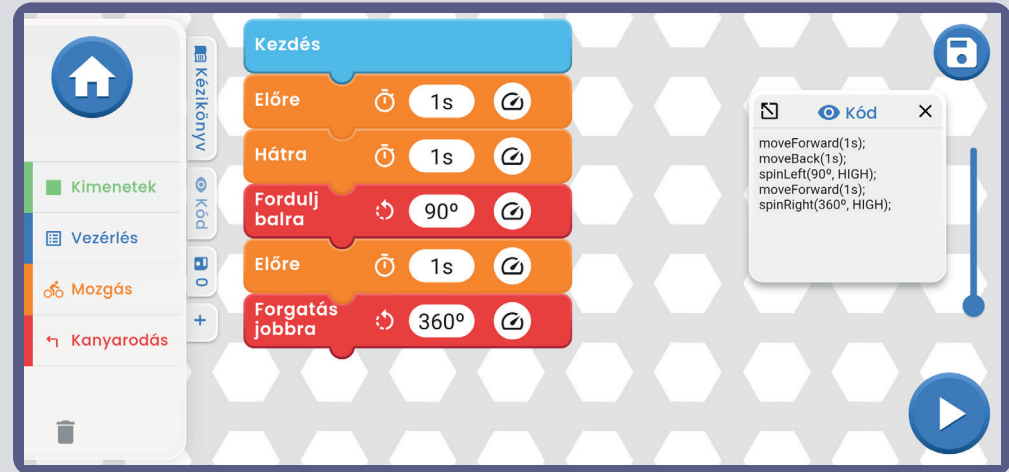 Kimenetek
Vezérlés
Mozgás
Kanyarodás
Kézikönyv
Kód
0
+
Kezdés
Előre 1s
Hátra 1s
Fordulj
balra 90º
Előre 1s
Forgatás
jobbra 360º
Kód
moveForward(1s);
moveBack(1s);
spinLeft(90º, HIGH);
moveForward(1s);
spinRight(360º, HIGH);